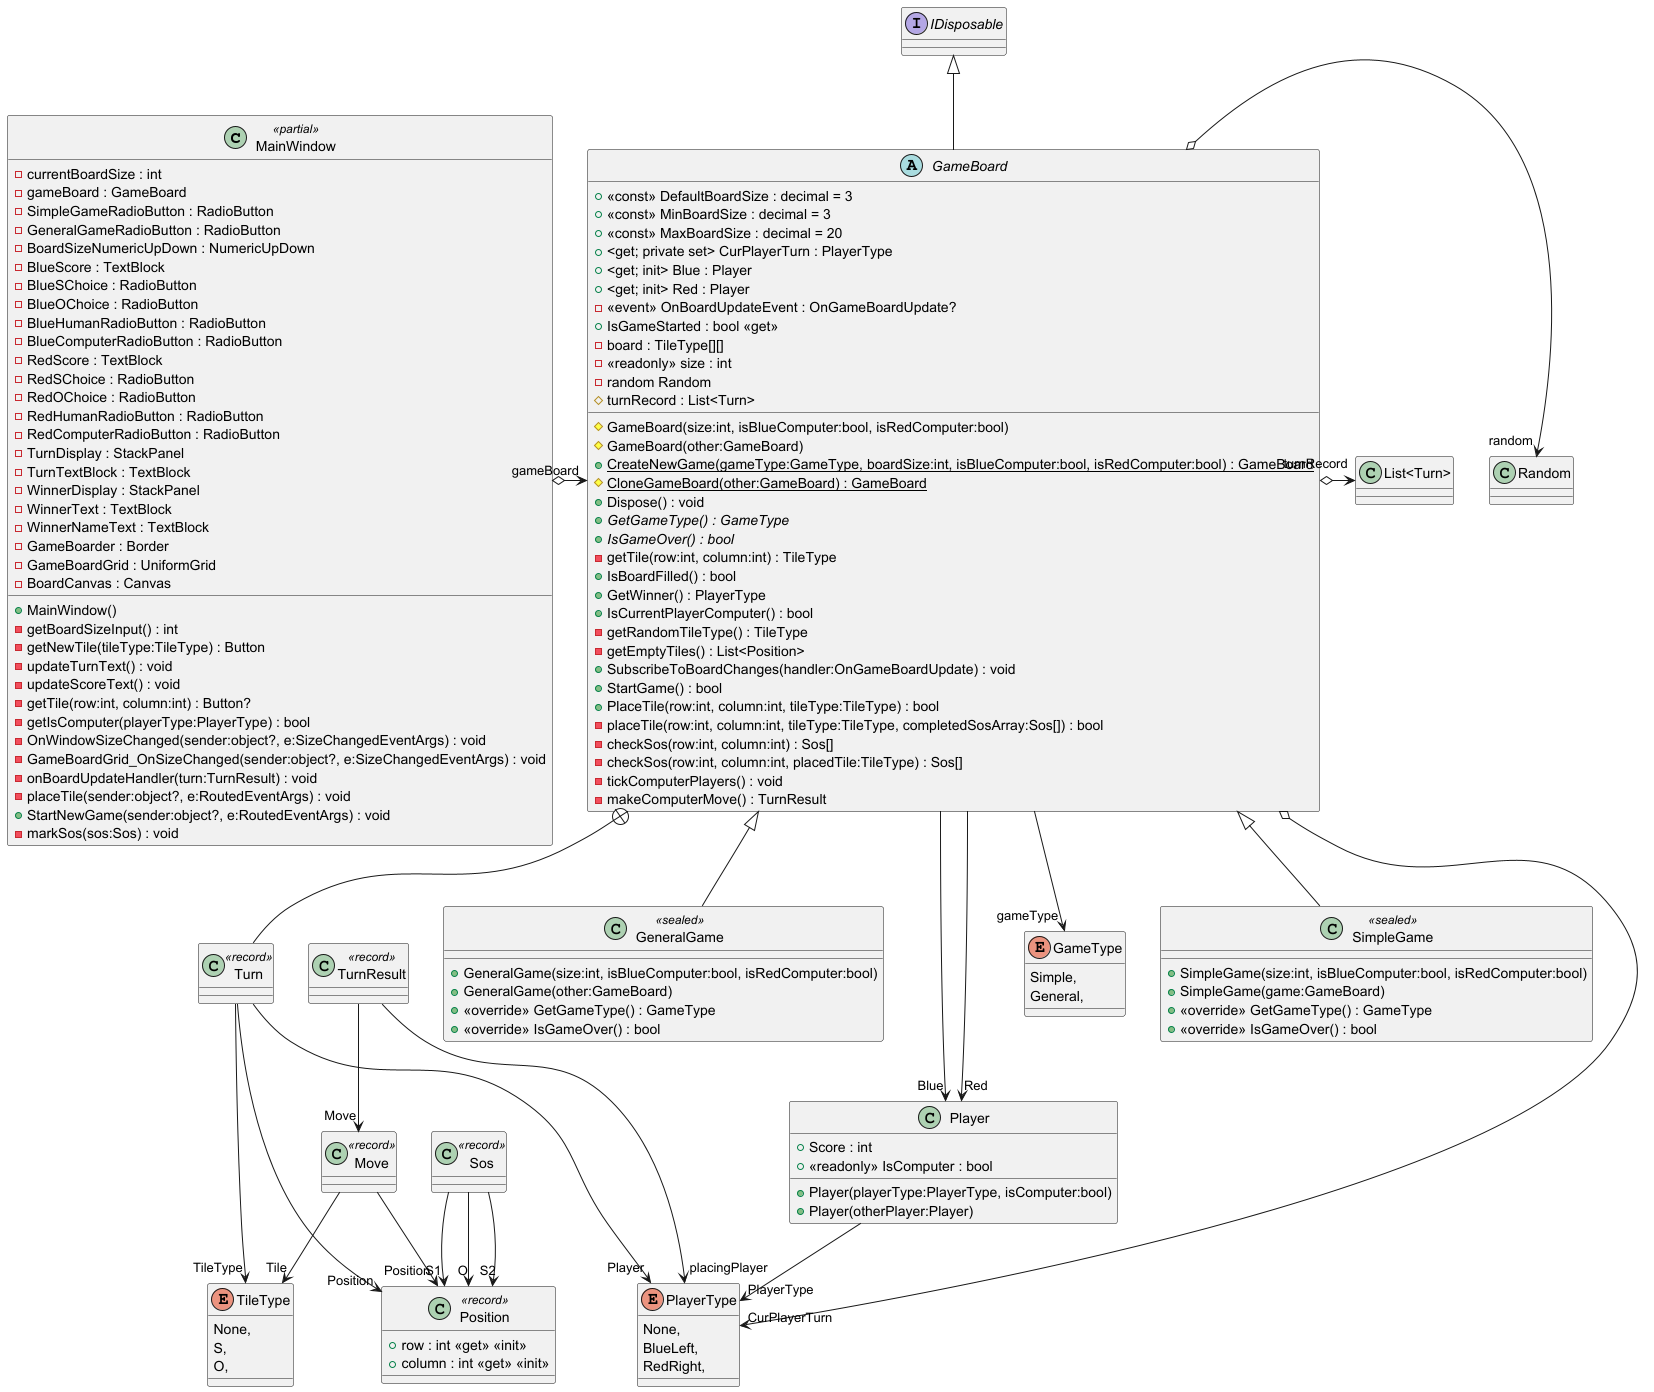 I IDisposable
C «partial»
MainWindow
currentBoardSize : int
gameBoard : GameBoard
SimpleGameRadioButton : RadioButton
GeneralGameRadioButton : RadioButton
BoardSizeNumericUpDown : NumericUpDown
BlueScore : TextBlock
BlueSChoice : RadioButton
BlueOChoice : RadioButton
BlueHumanRadioButton : RadioButton
BlueComputerRadioButton : RadioButton
RedScore : TextBlock
RedSChoice : RadioButton
RedOChoice : RadioButton
RedHumanRadioButton : RadioButton
RedComputerRadioButton : RadioButton
TurnDisplay : StackPanel
TurnTextBlock : TextBlock
WinnerDisplay : StackPanel
WinnerText : TextBlock
WinnerNameText : TextBlock
GameBoarder : Border
GameBoardGrid : UniformGrid
BoardCanvas : Canvas
MainWindow()
getBoardSizeInput() : int
getNewTile(tileType:TileType) : Button
updateTurnText() : void
updateScoreText() : void
getTile(row:int, column:int) : Button?
getIsComputer(playerType:PlayerType) : bool
OnWindowSizeChanged(sender:object?, e:SizeChangedEventArgs) : void
GameBoardGrid_OnSizeChanged(sender:object?, e:SizeChangedEventArgs) : void
onBoardUpdateHandler(turn:TurnResult) : void
placeTile(sender:object?, e:RoutedEventArgs) : void
StartNewGame(sender:object?, e:RoutedEventArgs) : void
markSos(sos:Sos) : void
gameBoard
A GameBoard
«const» DefaultBoardSize : decimal = 3
«const» MinBoardSize : decimal = 3
«const» MaxBoardSize : decimal = 20
<get; private set> CurPlayerTurn : PlayerType
<get; init> Blue : Player
<get; init> Red : Player
«event» OnBoardUpdateEvent : OnGameBoardUpdate?
IsGameStarted : bool «get»
board : TileType[][]
«readonly» size : int
random Random
turnRecord : List<Turn>
GameBoard(size:int, isBlueComputer:bool, isRedComputer:bool)
GameBoard(other:GameBoard)
CreateNewGame(gameType:GameType, boardSize:int, isBlueComputer:bool, isRedComputer:bool) : GameBoard
CloneGameBoard(other:GameBoard) : GameBoard
Dispose() : void
GetGameType() : GameType
IsGameOver() : bool
getTile(row:int, column:int) : TileType
IsBoardFilled() : bool
GetWinner() : PlayerType
IsCurrentPlayerComputer() : bool
getRandomTileType() : TileType
getEmptyTiles() : List<Position>
SubscribeToBoardChanges(handler:OnGameBoardUpdate) : void
StartGame() : bool
PlaceTile(row:int, column:int, tileType:TileType) : bool
placeTile(row:int, column:int, tileType:TileType, completedSosArray:Sos[]) : bool
checkSos(row:int, column:int) : Sos[]
checkSos(row:int, column:int, placedTile:TileType) : Sos[]
tickComputerPlayers() : void
makeComputerMove() : TurnResult
turnRecord
C List<Turn>
random
C Random
C «record»
Turn
C «record»
TurnResult
C «sealed»
GeneralGame
GeneralGame(size:int, isBlueComputer:bool, isRedComputer:bool)
GeneralGame(other:GameBoard)
«override» GetGameType() : GameType
«override» IsGameOver() : bool
gameType
E GameType
Simple,
General,
C «sealed»
SimpleGame
SimpleGame(size:int, isBlueComputer:bool, isRedComputer:bool)
SimpleGame(game:GameBoard)
«override» GetGameType() : GameType
«override» IsGameOver() : bool
Move
C «record»
Move
C «record»
Sos
Blue
Red
C Player
Score : int
«readonly» IsComputer : bool
Player(playerType:PlayerType, isComputer:bool)
Player(otherPlayer:Player)
TileType
Tile
Position
Position
S1
O
S2
Player
placingPlayer
PlayerType
CurPlayerTurn
E TileType
None,
S,
O,
C «record»
Position
row : int «get» «init»
column : int «get» «init»
E PlayerType
None,
BlueLeft,
RedRight,